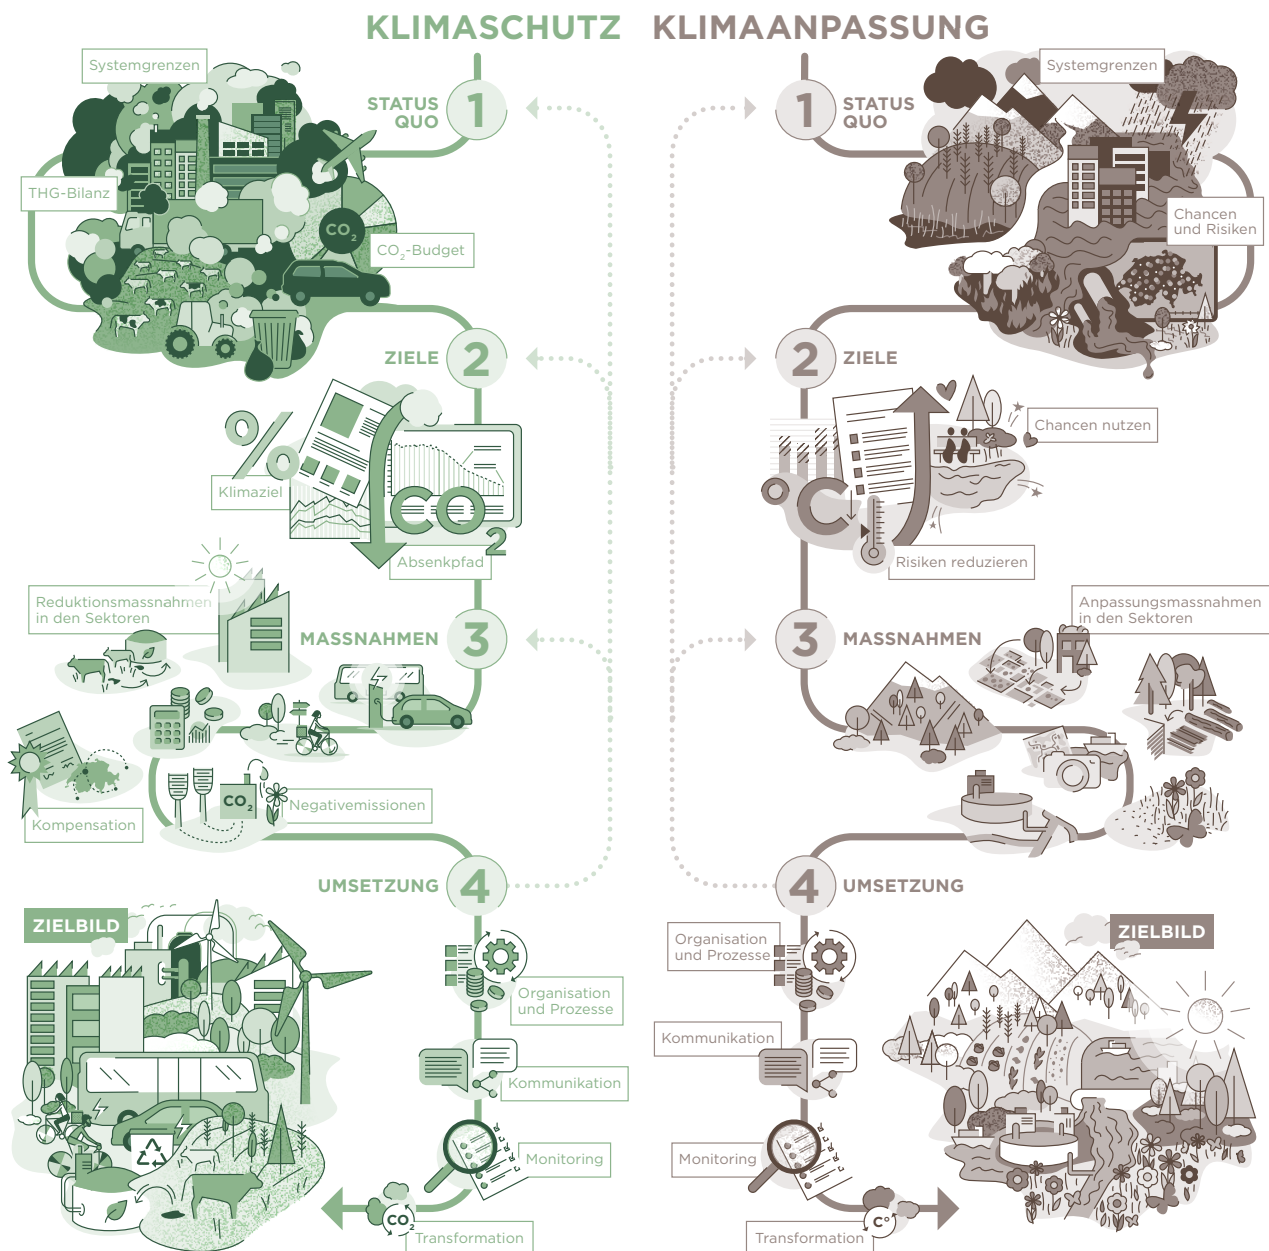 KLIMASCHUTZ
Systemgrenzen
STATUS
QUO
1
THG-Bilanz
CO₂
CO₂-Budget
ZIELE
2
%
Klimaziel
CO₂
Absenkpfad
Reduktionsmassnahmen
in den Sektoren
MASSNAHMEN
3
CO₂
Negativemissionen
Kompensation
UMSETZUNG
4
ZIELBILD
Organisation
und Prozesse
Kommunikation
Monitoring
CO₂
Transformation
KLIMAANPASSUNG
1
STATUS
QUO
Systemgrenzen
Chancen
und Risiken
2
ZIELE
Chancen nutzen
°C
Risiken reduzieren
3
MASSNAHMEN
Anpassungsmassnahmen
in den Sektoren
4
UMSETZUNG
Organisation
und Prozesse
ZIELBILD
Kommunikation
Monitoring
C°
Transformation